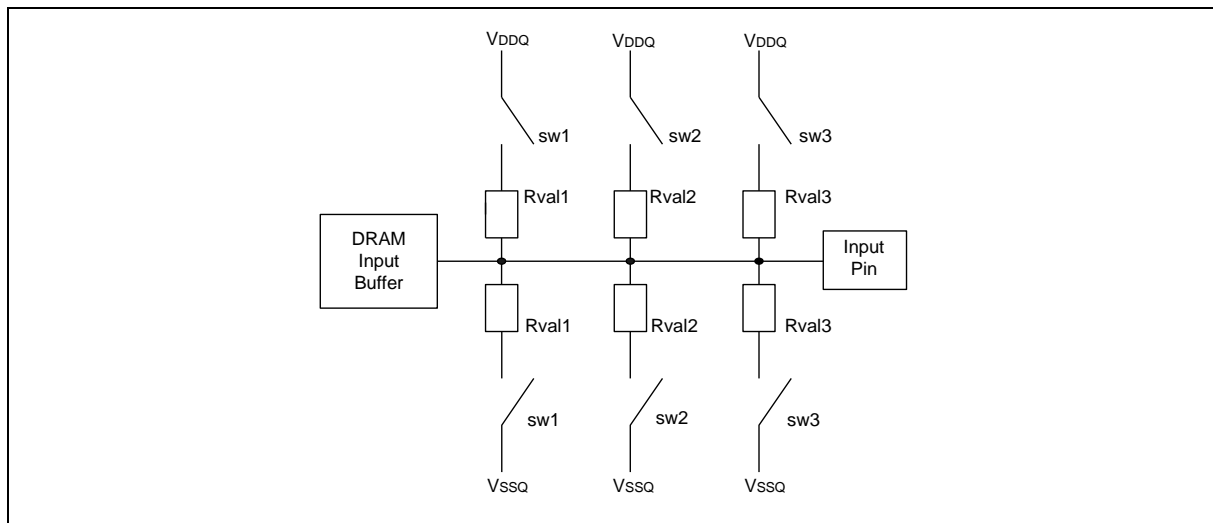 VDDQ VDDQ VDDQ
sw1 sw2 sw3
Rval1 Rval2 Rval3
DRAM
Input
Buffer
Input
Pin
Rval1 Rval2 Rval3
sw1 sw2 sw3
VSSQ VSSQ VSSQ